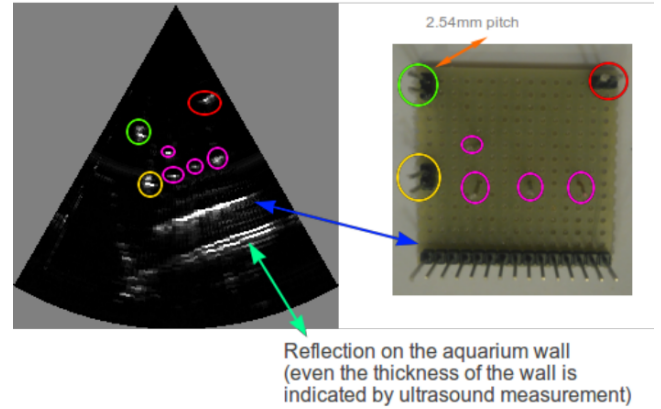 2.54mm pitch
Reflection on the aquarium wall
(even the thickness of the wall is
indicated by ultrasound measurement)